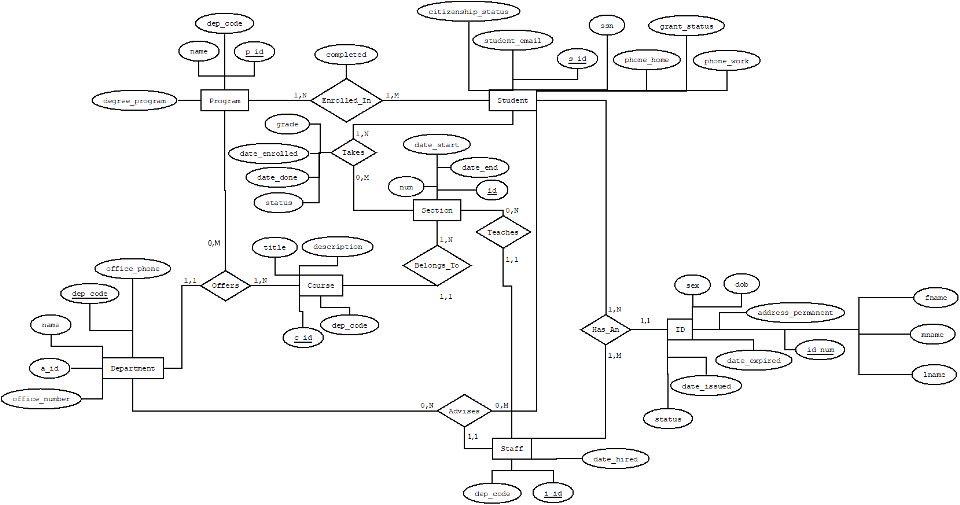 citizenship_status
dep_code
ssn
grant_status
student_email
name
p_id
completed
s_id
phone_home
phone_work
degree_program
Program
1,N
Enrolled_In
1,M
Student
grade
1,N
date_start
date_enrolled
Takes
date_end
date_done
0,M
num
id
status
Section
0,N
Teaches
0,M
title
description
1,N
office_phone
Belongs_To
1,1
1,1
Offers
1,N
Course
1,1
dep_code
sex
dob
fname
name
dep_code
c_id
1,N
Has_An
1,1
ID
address_permanent
mname
id_num
1,M
date_expired
a_id
Department
lname
date_issued
office_number
0,N
Advises
0,M
status
1,1
Staff
date_hired
dep_code
i_id